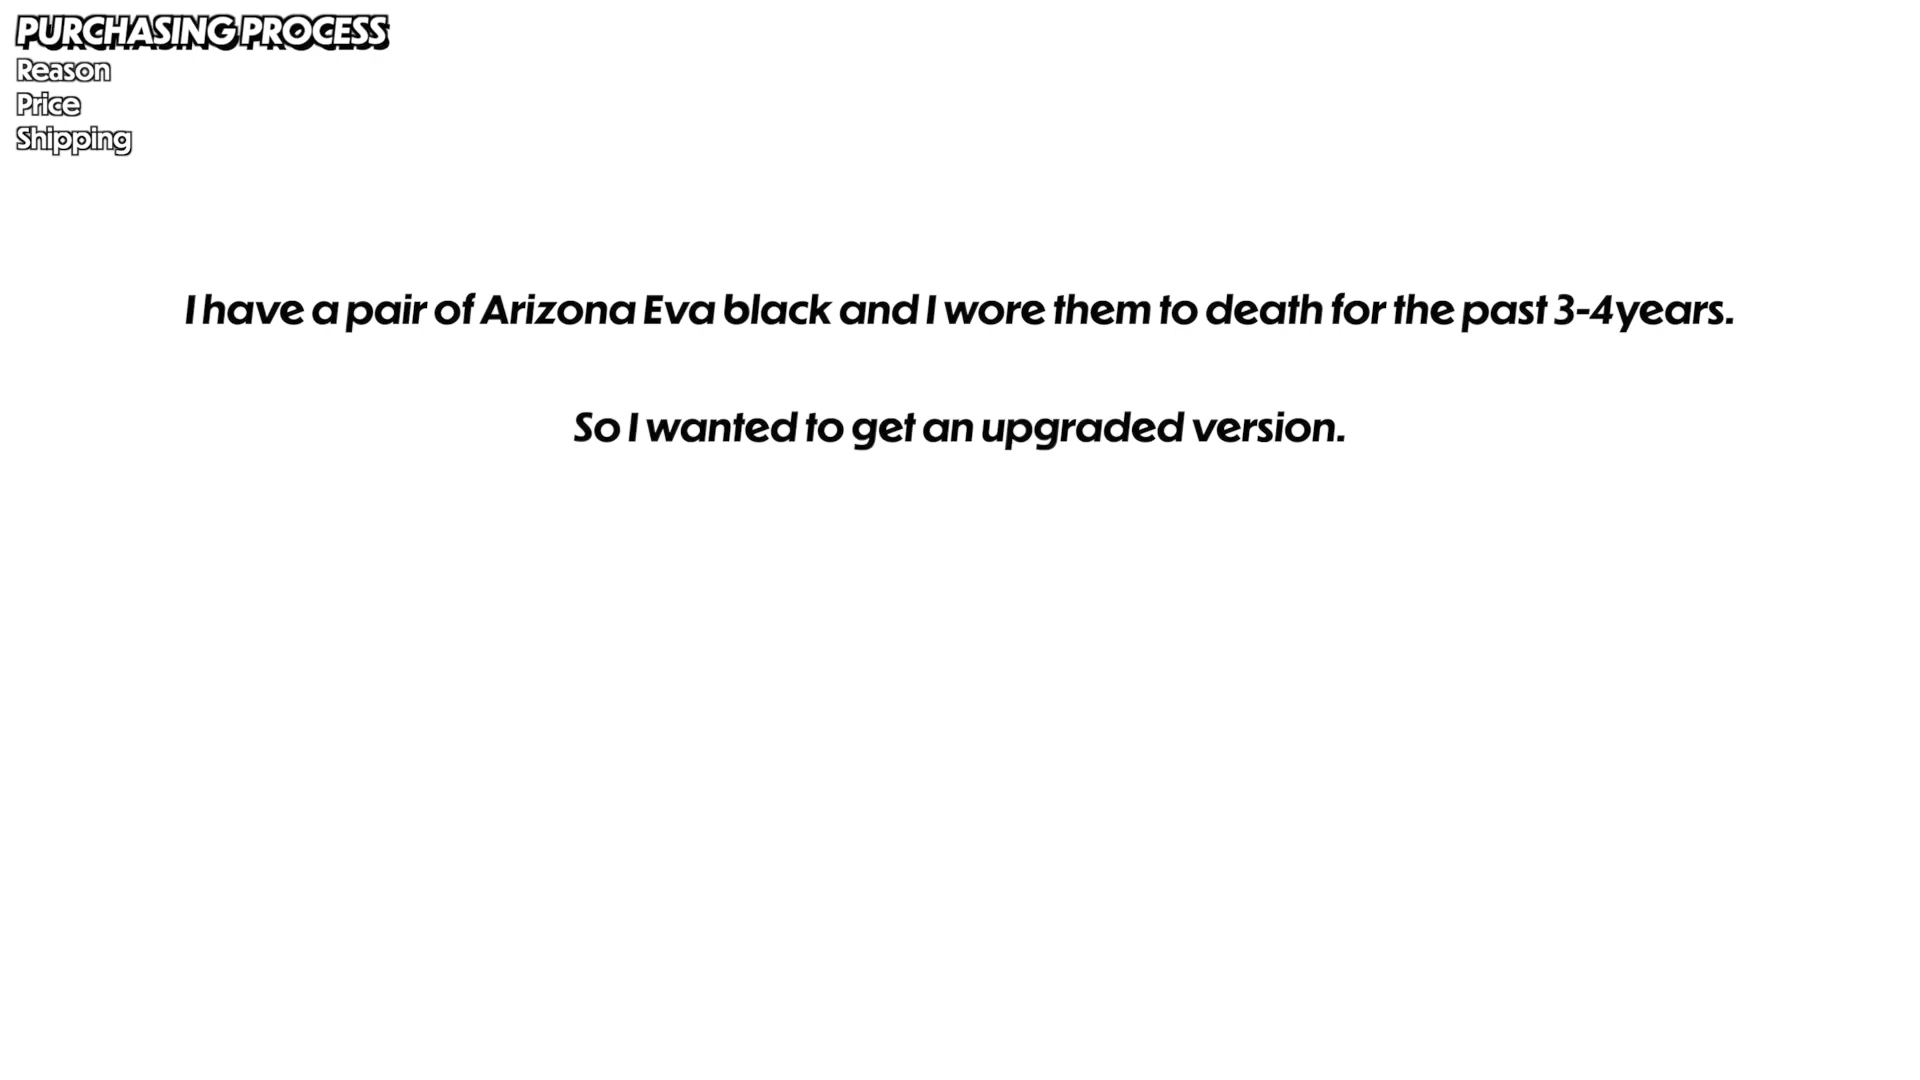 PURCHASING PROCESS
Reason
Price
Shipping
I have a pair of Arizona Eva black and I wore them to death for the past 3-4years.
So I wanted to get an upgraded version.